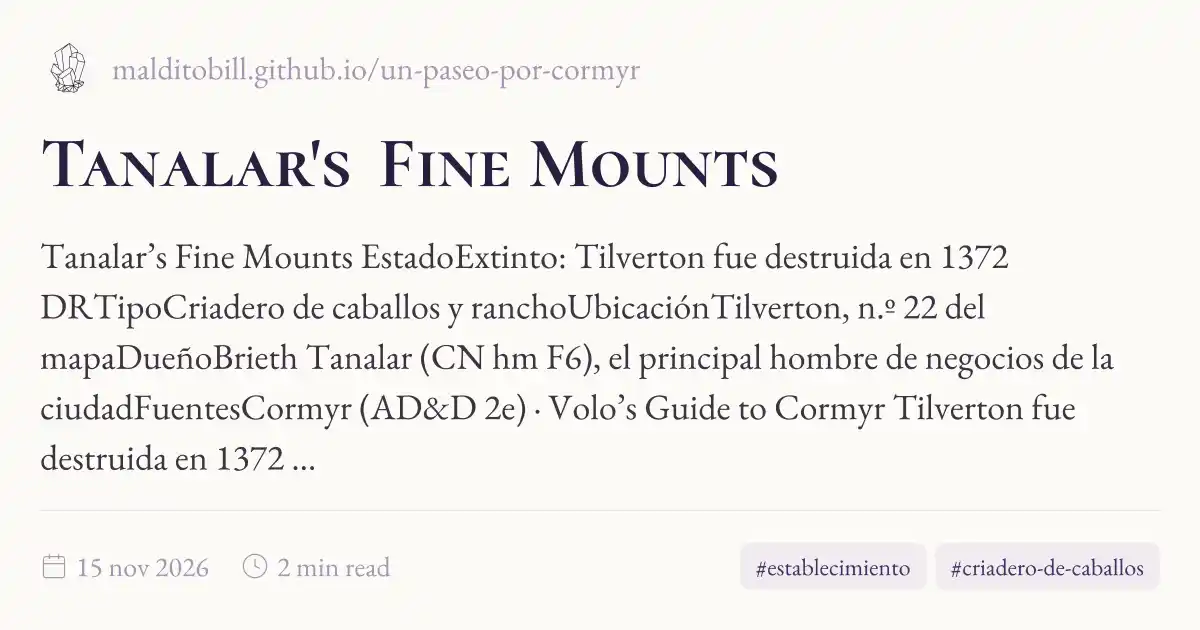 malditobill.github.io/un-paseo-por-cormyr
Tanalar's Fine Mounts
Tanalar’s Fine Mounts EstadoExtinto: Tilverton fue destruida en 1372
DRTipoCriadero de caballos y ranchoUbicaciónTilverton, n.º 22 del
mapaDueñoBrieth Tanalar (CN hm F6), el principal hombre de negocios de la
ciudadFuentesCormyr (AD&D 2e) · Volo’s Guide to Cormyr Tilverton fue
destruida en 1372 ...
15 nov 2026
2 min read
#establecimiento
#criadero-de-caballos